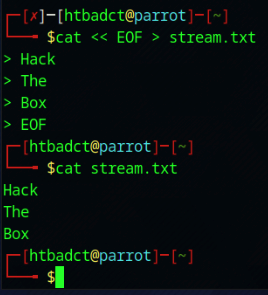 ┌─[✗]─[htbadct@parrot]─[~]
└──╼ $cat << EOF > stream.txt
> Hack
> The
> Box
> EOF
┌─[htbadct@parrot]─[~]
└──╼ $cat stream.txt
Hack
The
Box
┌─[htbadct@parrot]─[~]
└──╼ $